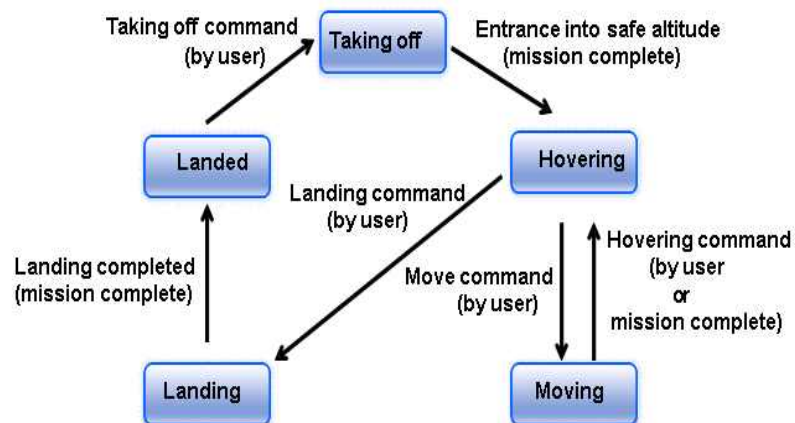 Taking off command
(by user)
Taking off
Entrance into safe altitude
(mission complete)
Landed
Hovering
Landing command
(by user)
Landing completed
(mission complete)
Move command
(by user)
Hovering command
(by user
or
mission complete)
Landing
Moving